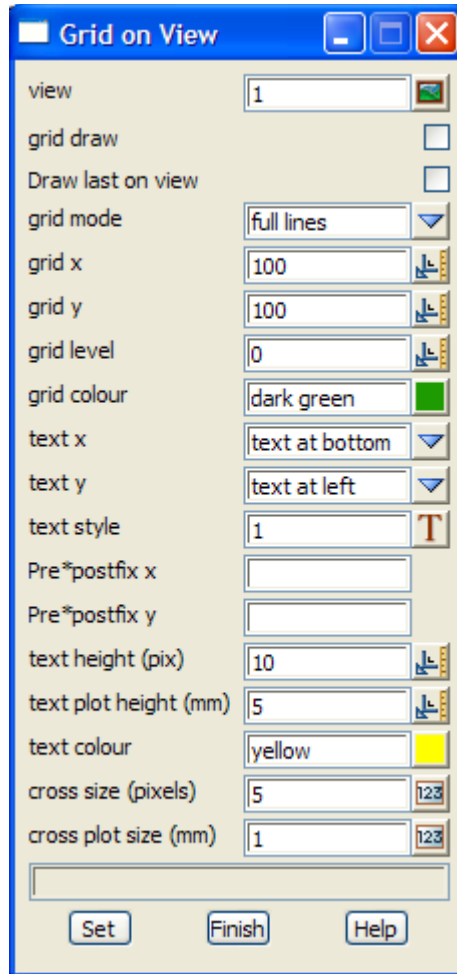 Grid on View
view 1
grid draw
Draw last on view
grid mode full lines
grid x 100
grid y 100
grid level 0
grid colour dark green
text x text at bottom
text y text at left
text style 1 T
Pre*postfix x
Pre*postfix y
text height (pix) 10
text plot height (mm) 5
text colour yellow
cross size (pixels) 5 123
cross plot size (mm) 1 123
Set Finish Help